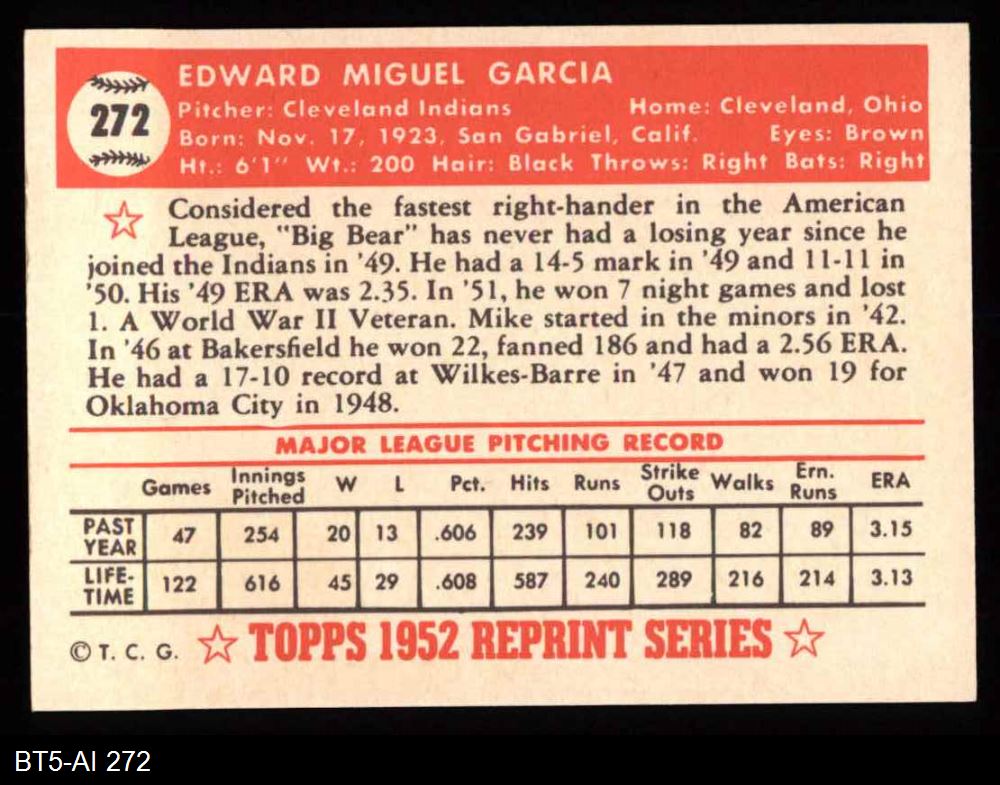 272
EDWARD MIGUEL GARCIA
Pitcher: Cleveland Indians Home: Cleveland, Ohio
Born: Nov. 17, 1923, San Gabriel, Calif. Eyes: Brown
Ht.: 6'1" Wt.: 200 Hair: Black Throws: Right Bats: Right
Considered the fastest right-hander in the American
League, "Big Bear" has never had a losing year since he
joined the Indians in '49. He had a 14-5 mark in '49 and 11-11 in
'50. His '49 ERA was 2.35. In '51, he won 7 night games and lost
1. A World War II Veteran. Mike started in the minors in '42.
In '46 at Bakersfield he won 22, fanned 186 and had a 2.56 ERA.
He had a 17-10 record at Wilkes-Barre in '47 and won 19 for
Oklahoma City in 1948.
MAJOR LEAGUE PITCHING RECORD
Games Innings Pitched W L Pct. Hits Runs Strike Outs Walks Ern. Runs ERA
PAST YEAR 47 254 20 13 .606 239 101 118 82 89 3.15
LIFE-TIME 122 616 45 29 .608 587 240 289 216 214 3.13
© T. C. G. ☆ TOPPS 1952 REPRINT SERIES ☆
BT5-AI 272